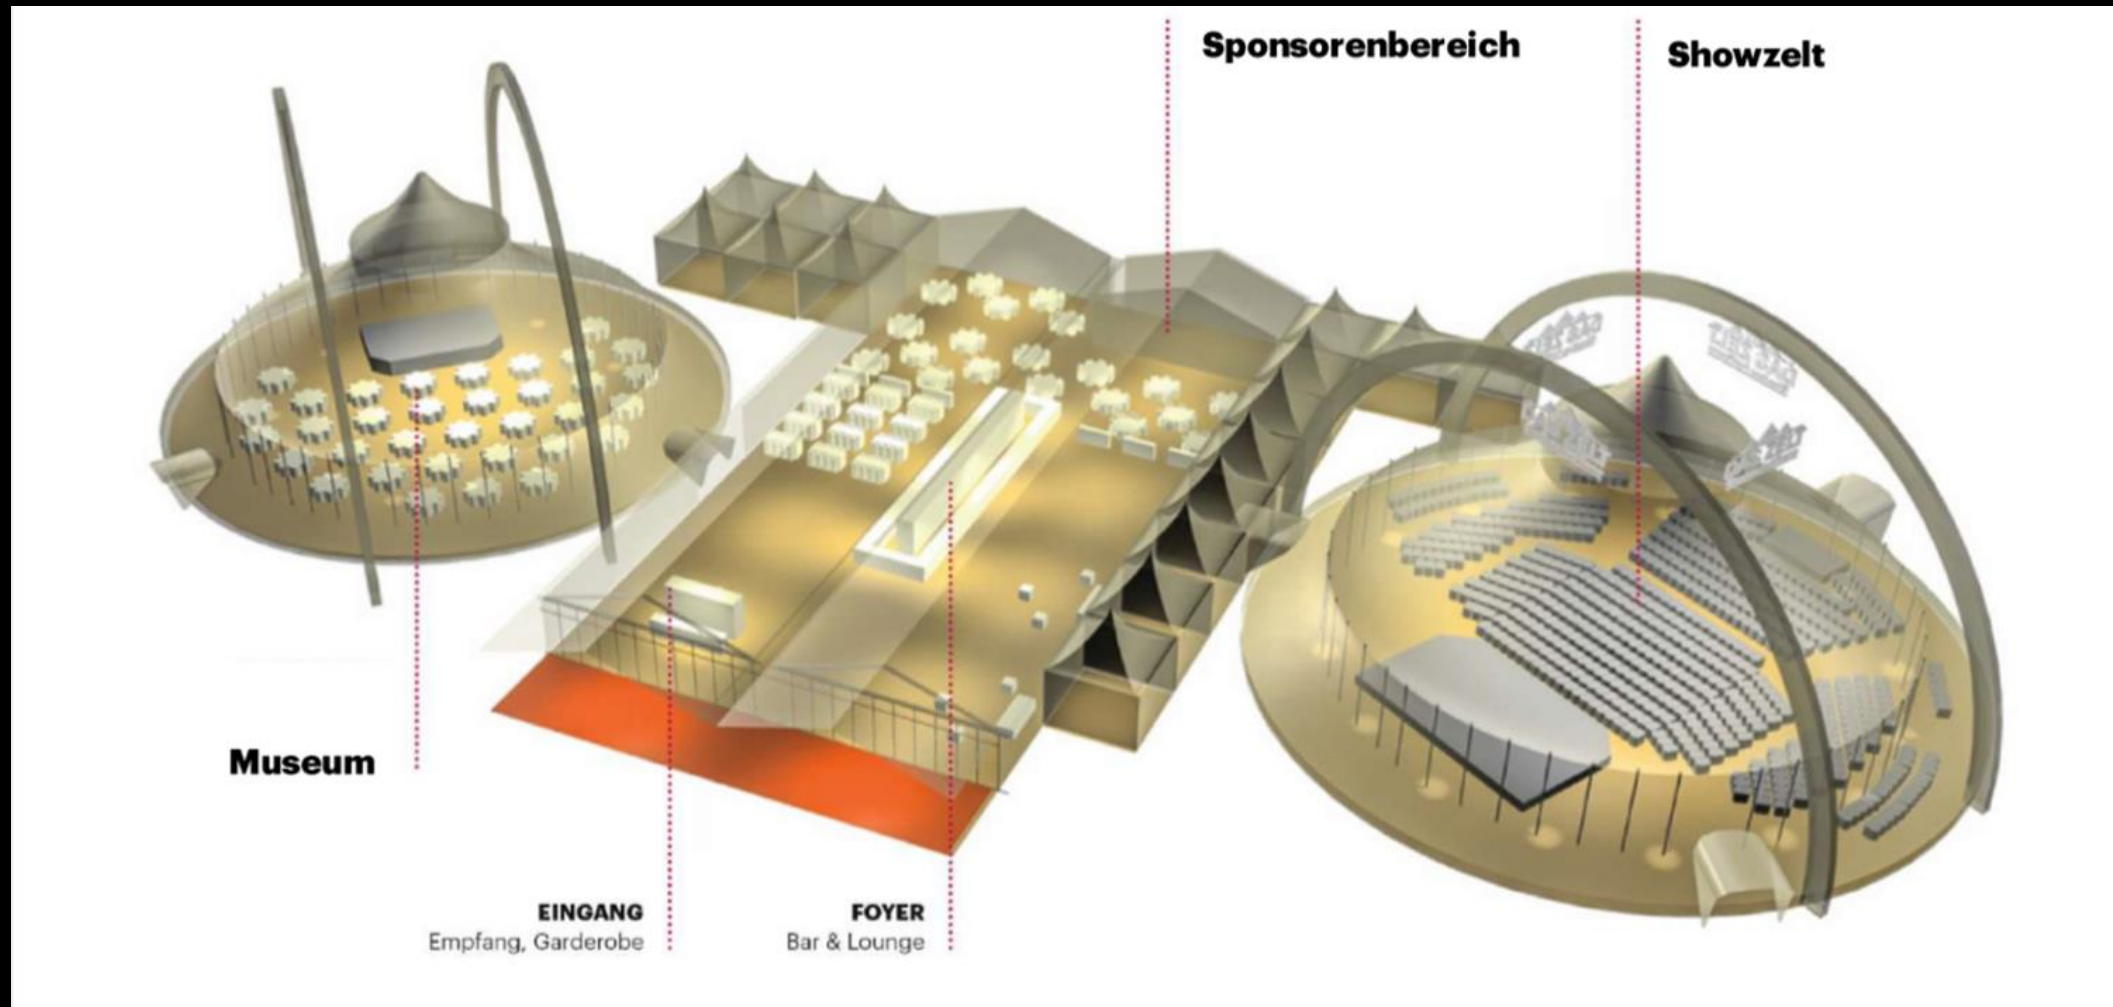 Sponsorenbereich
Showzelt
Museum
EINGANG
Empfang, Garderobe
FOYER
Bar & Lounge